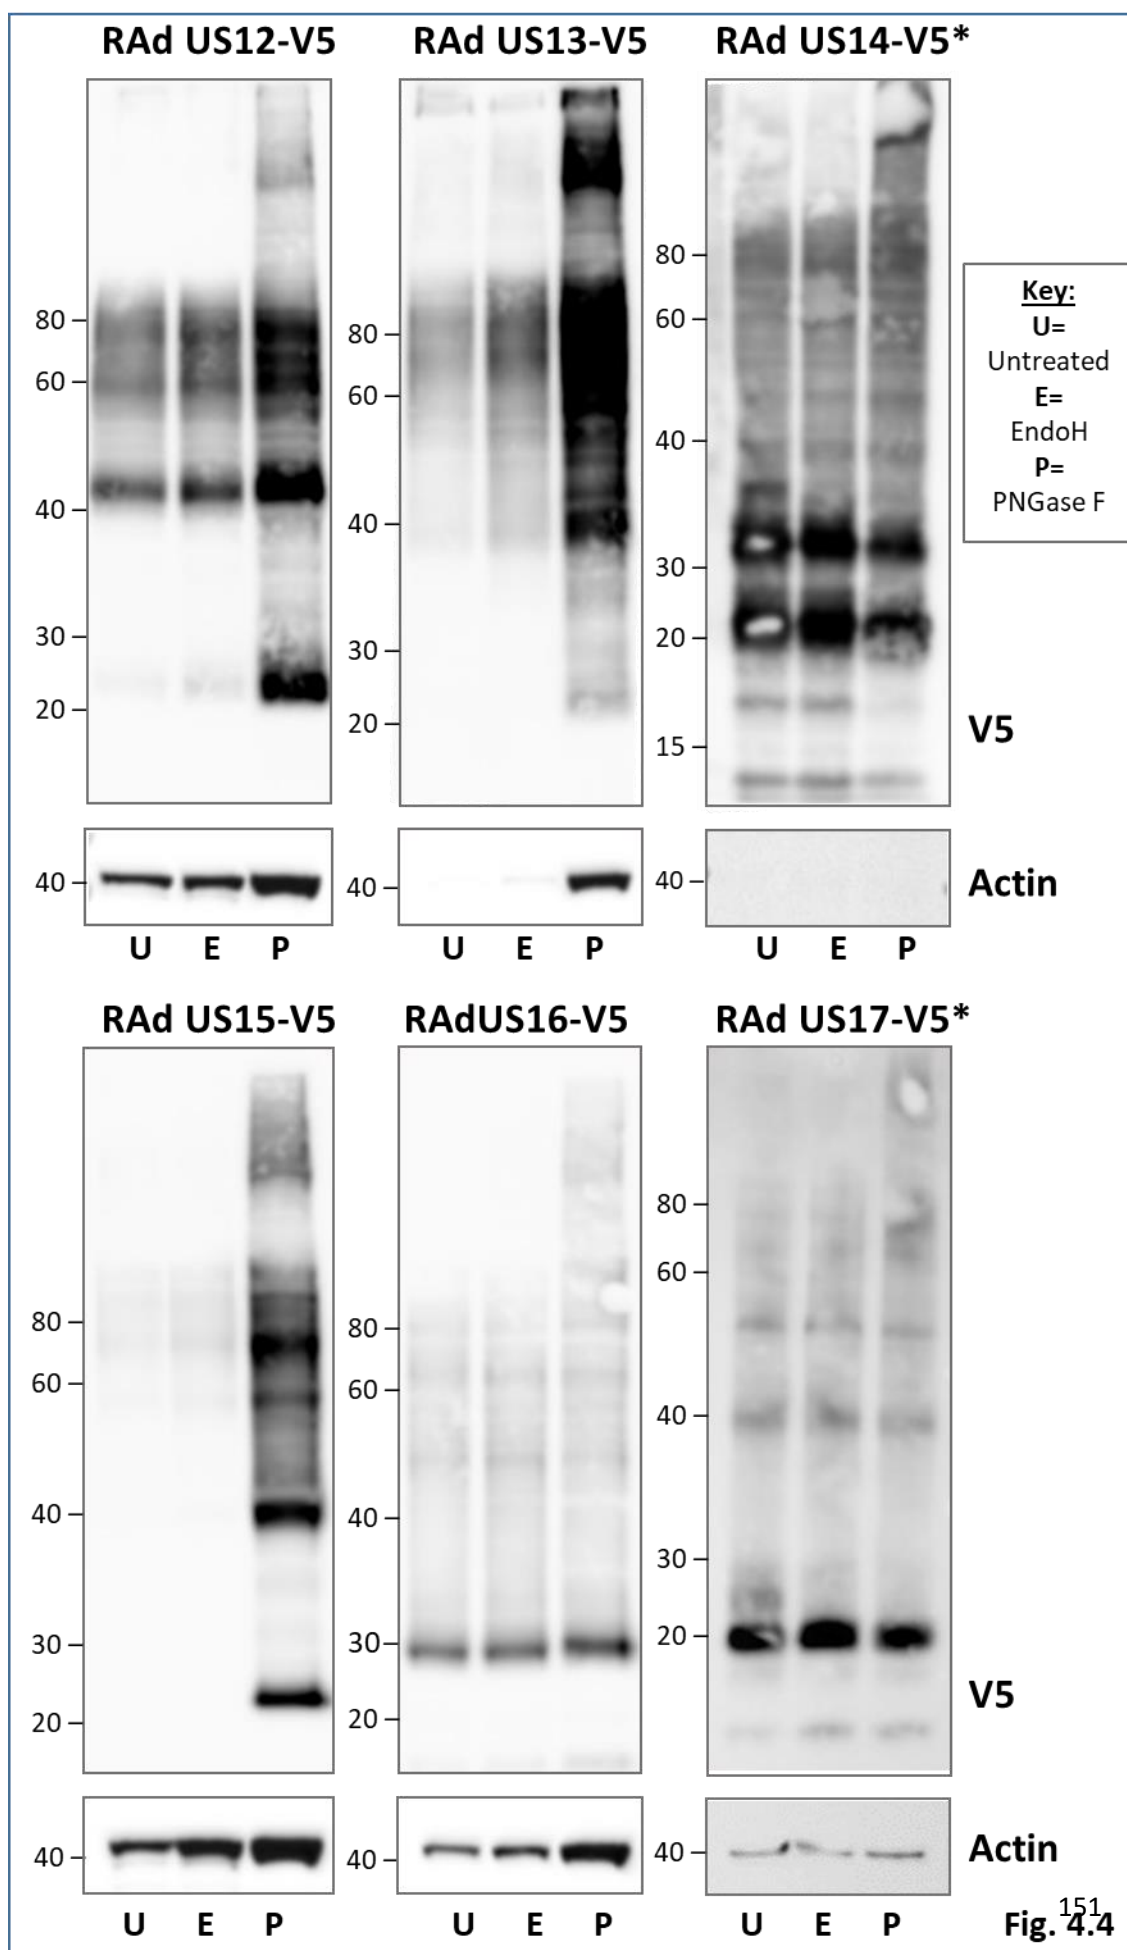 RAd US12-V5
RAd US13-V5
RAd US14-V5*
80
60
40
30
20
80
60
40
30
20
80
60
40
30
20
15
Key:
U=
Untreated
E=
EndoH
P=
PNGase F
V5
40
40
40
Actin
U E P
U E P
U E P
RAd US15-V5
RAdUS16-V5
RAd US17-V5*
80
60
40
30
20
80
60
40
30
20
80
60
40
30
20
V5
40
40
40
Actin
U E P
U E P
U E P
151
Fig. 4.4